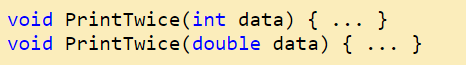 void PrintTwice(int data) { ... }
void PrintTwice(double data) { ... }